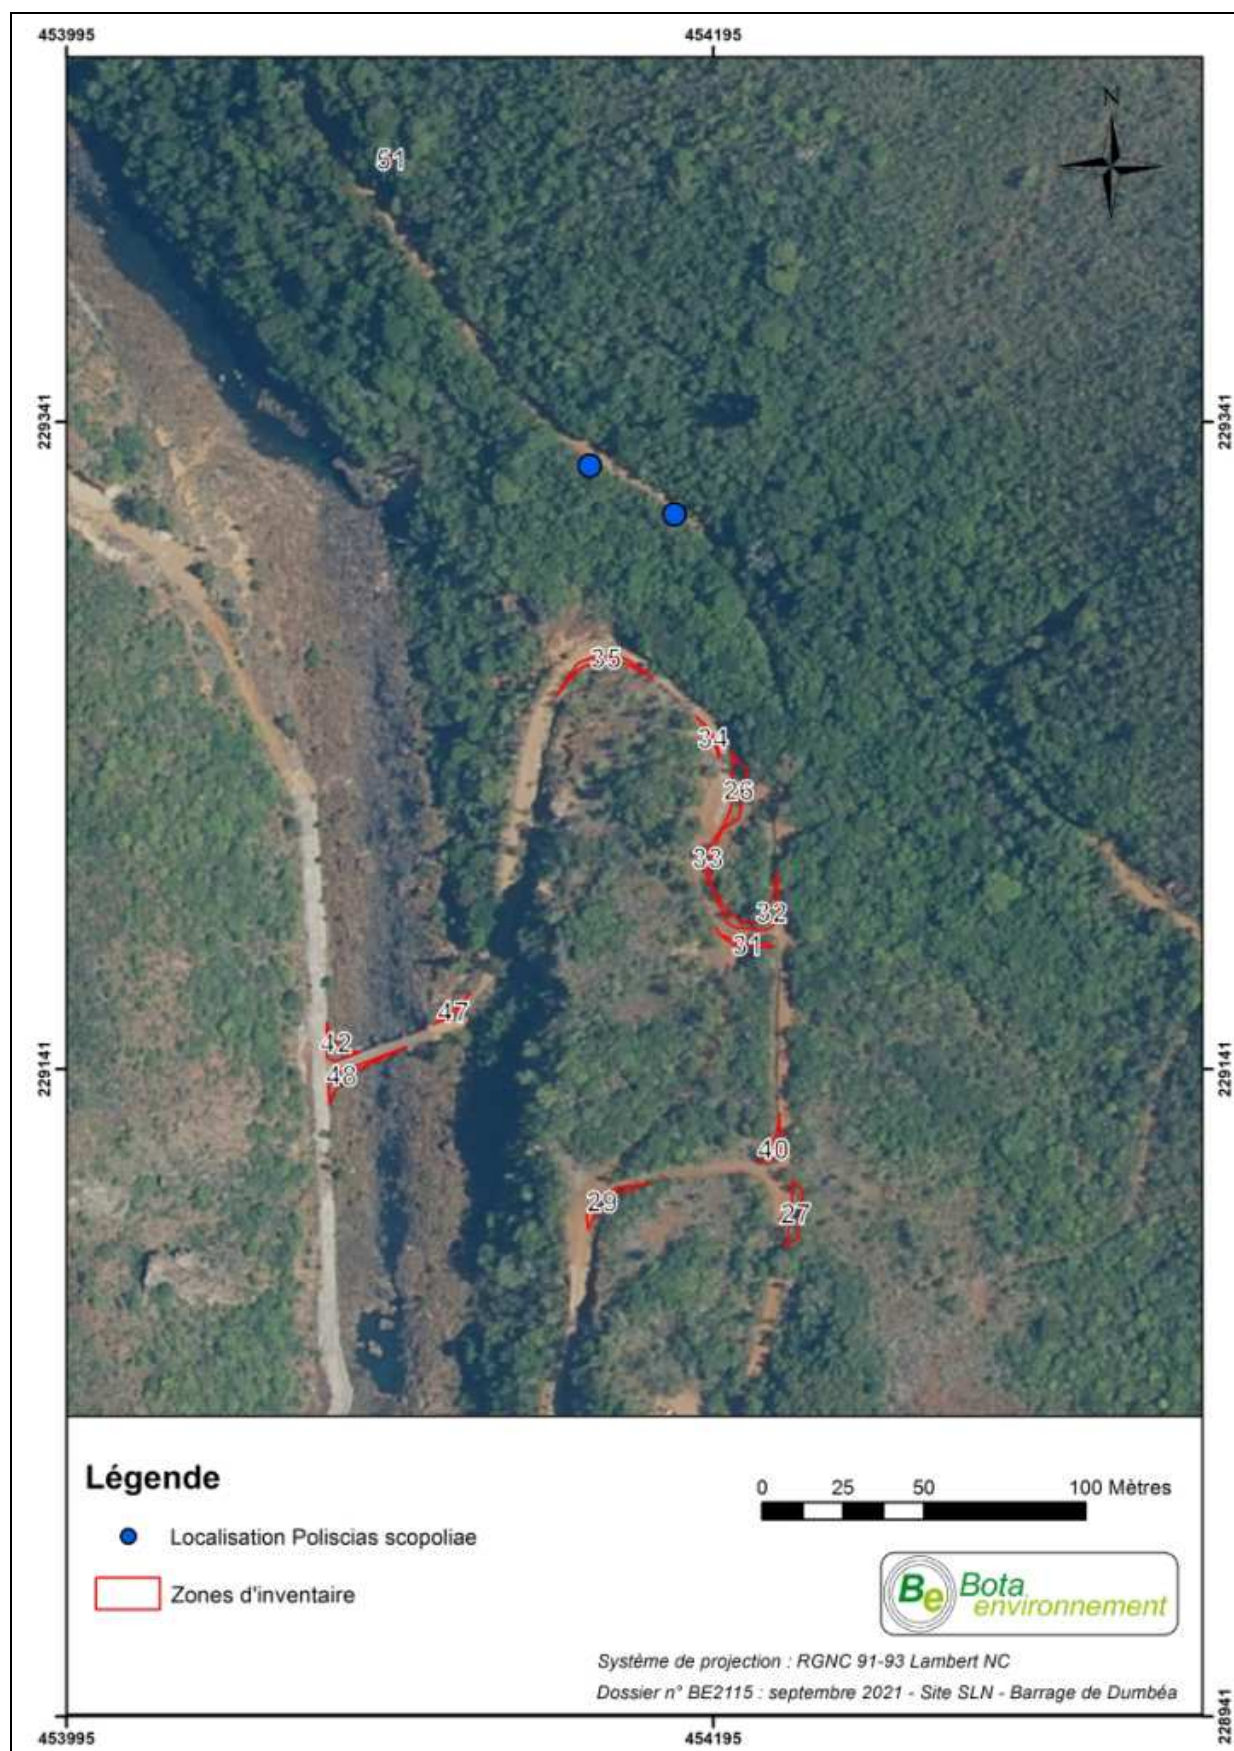 453995
454195
N
51
229341
229341
35
34
26
33
32
31
47
42
48
229141
229141
40
29
27
Légende
0 25 50 100 Mètres
Localisation Poliscias scopoliae
Zones d'inventaire
Be Bota
environnement
Système de projection : RGNC 91-93 Lambert NC
Dossier n° BE2115 : septembre 2021 - Site SLN - Barrage de Dumbéa
228941
453995
454195